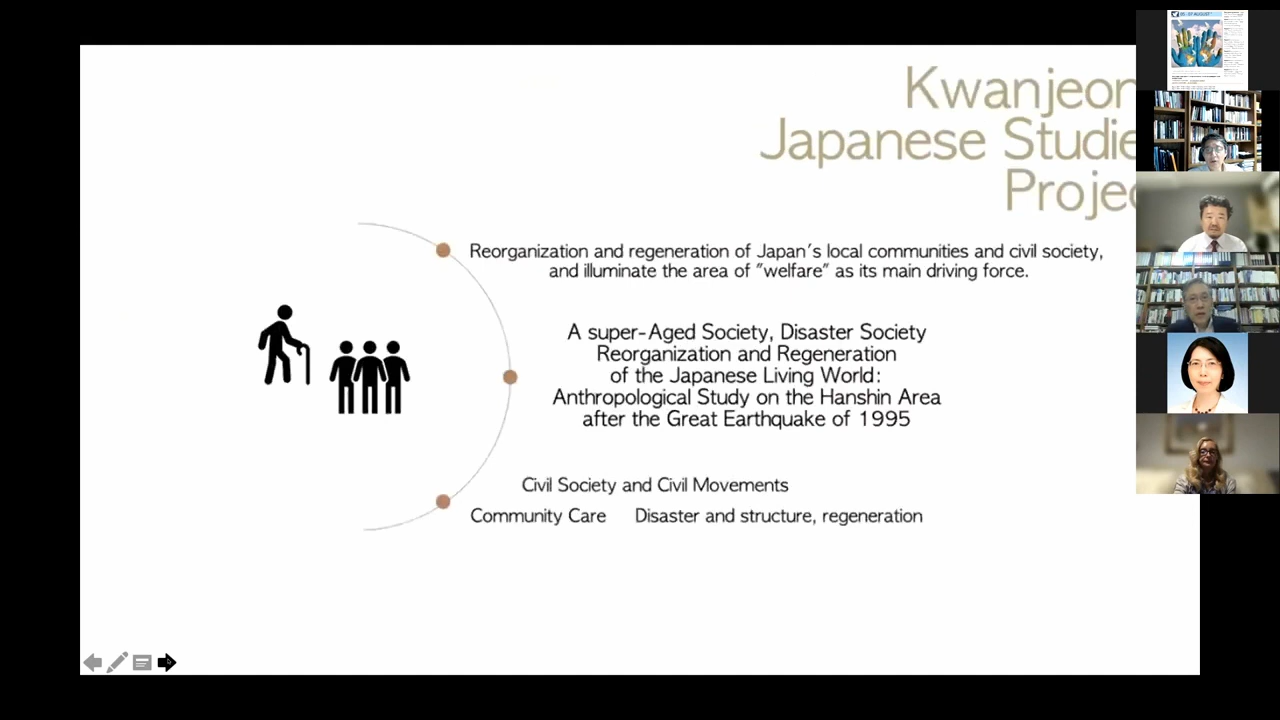 Kwanjeon
Japanese Studie
Projec
Reorganization and regeneration of Japan's local communities and civil society,
and illuminate the area of "welfare" as its main driving force.
A super-Aged Society, Disaster Society
Reorganization and Regeneration
of the Japanese Living World:
Anthropological Study on the Hanshin Area
after the Great Earthquake of 1995
Civil Society and Civil Movements
Community Care Disaster and structure, regeneration